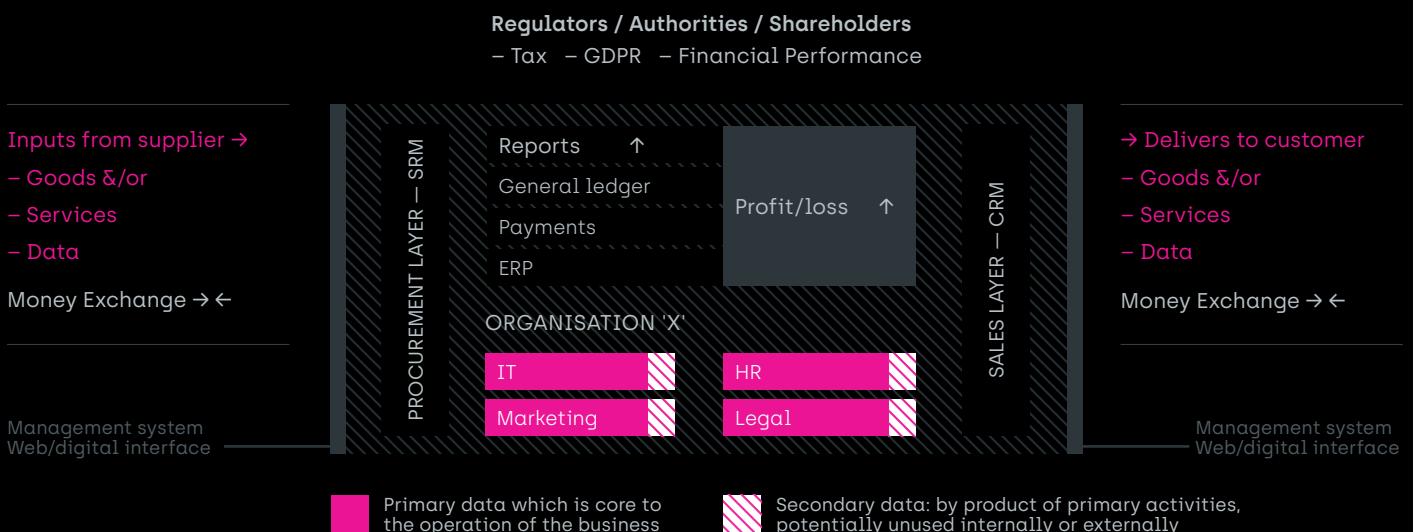 Regulators / Authorities / Shareholders
– Tax – GDPR – Financial Performance
Inputs from supplier →
– Goods &/or
– Services
– Data
Money Exchange → ←
Management system
Web/digital interface
PROCUREMENT LAYER — SRM
Reports ↑
General ledger
Payments
ERP
Profit/loss ↑
ORGANISATION 'X'
IT
HR
Marketing
Legal
SALES LAYER — CRM
→ Delivers to customer
– Goods &/or
– Services
– Data
Money Exchange → ←
Management system
Web/digital interface
Primary data which is core to
the operation of the business
Secondary data: by product of primary activities,
potentially unused internally or externally